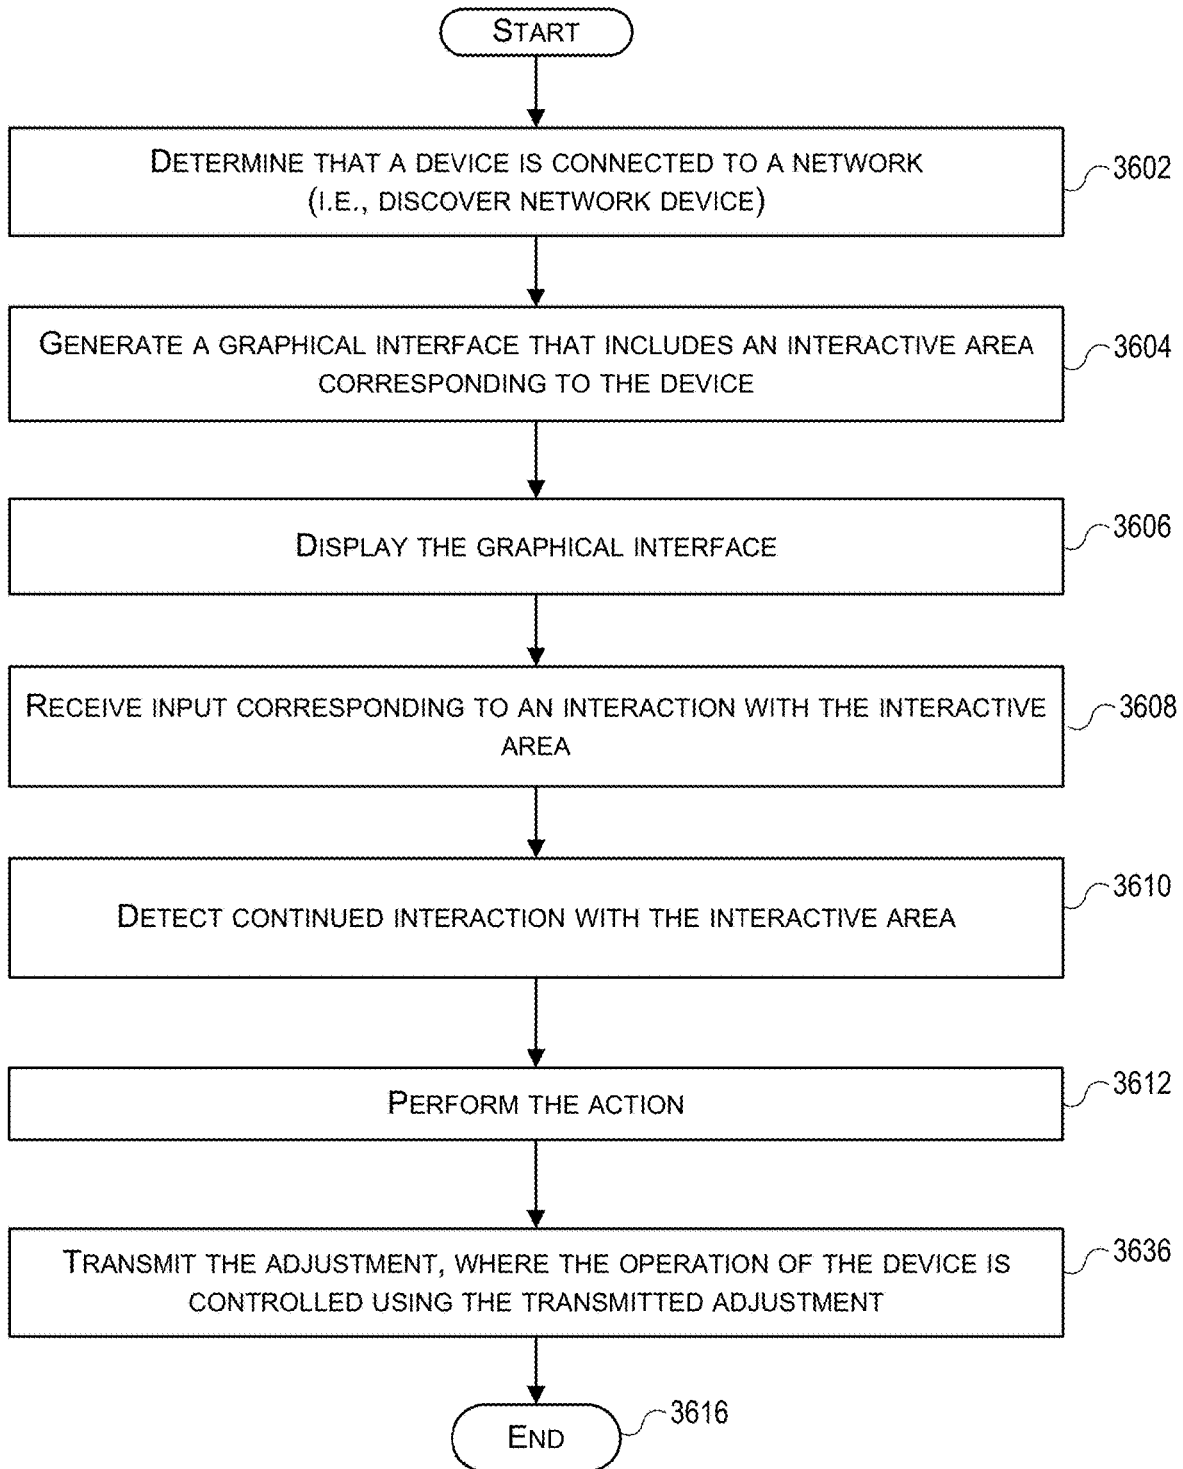 START
DETERMINE THAT A DEVICE IS CONNECTED TO A NETWORK
(I.E., DISCOVER NETWORK DEVICE)
3602
GENERATE A GRAPHICAL INTERFACE THAT INCLUDES AN INTERACTIVE AREA
CORRESPONDING TO THE DEVICE
3604
DISPLAY THE GRAPHICAL INTERFACE
3606
RECEIVE INPUT CORRESPONDING TO AN INTERACTION WITH THE INTERACTIVE
AREA
3608
DETECT CONTINUED INTERACTION WITH THE INTERACTIVE AREA
3610
PERFORM THE ACTION
3612
TRANSMIT THE ADJUSTMENT, WHERE THE OPERATION OF THE DEVICE IS
CONTROLLED USING THE TRANSMITTED ADJUSTMENT
3636
END
3616